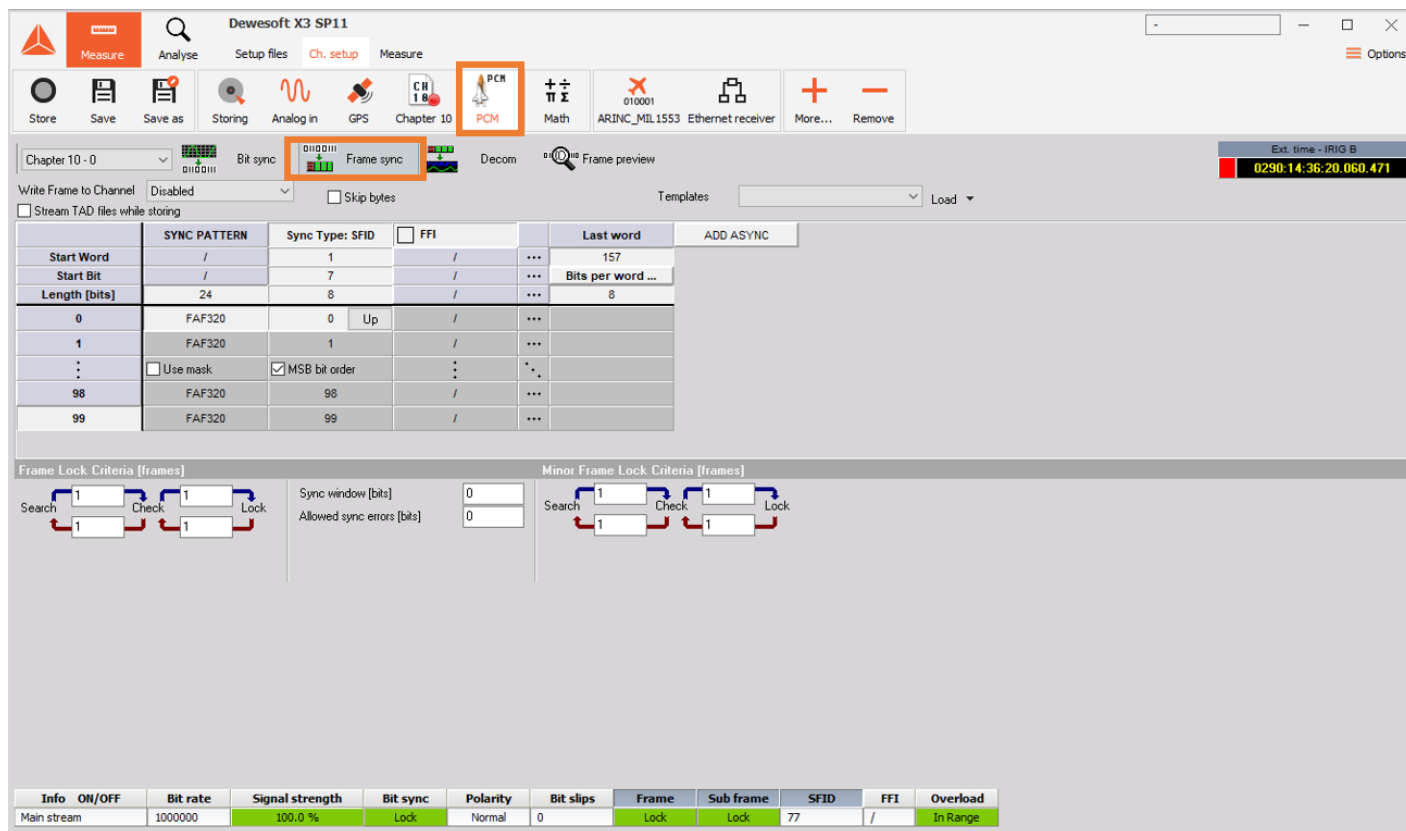 Dewesoft X3 SP11
-
Measure
Analyse
Setup files
Ch. setup
Measure
Options
Store
Save
Save as
Storing
Analog in
GPS
CH
10
Chapter 10
PCM
PCM
+ ÷
π Σ
Math
010001
ARINC_MIL1553
Ethernet receiver
More...
Remove
Chapter 10 - 0
Bit sync
Frame sync
Decom
Frame preview
Ext. time - IRIG B
0290:14:36:20.060.471
Write Frame to Channel Disabled
Skip bytes
Templates
Load
Stream TAD files while storing
SYNC PATTERN Sync Type: SFID FFI Last word ADD ASYNC
Start Word / 1 / ... 157
Start Bit / 7 / ... Bits per word ...
Length [bits] 24 8 / ... 8
0 FAF320 0 Up / ...
1 FAF320 1 / ...
Use mask MSB bit order
98 FAF320 98 / ...
99 FAF320 99 / ...
Frame Lock Criteria [frames] Minor Frame Lock Criteria [frames]
Search 1 Check 1 Lock
1 1
Sync window [bits] 0
Allowed sync errors [bits] 0
Search 1 Check 1 Lock
1 1
Info ON/OFF Bit rate Signal strength Bit sync Polarity Bit slips Frame Sub frame SFID FFI Overload
Main stream 1000000 100.0 % Lock Normal 0 Lock Lock 77 / In Range